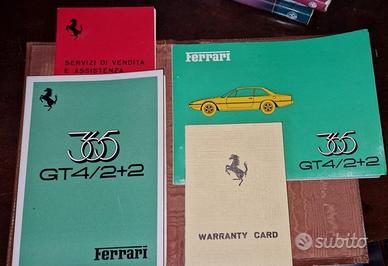 SERVIZI DI VENDITA
E ASSISTENZA
365
GT4/2+2
Ferrari
Ferrari
365
GT4/2+2
WARRANTY CARD
subito